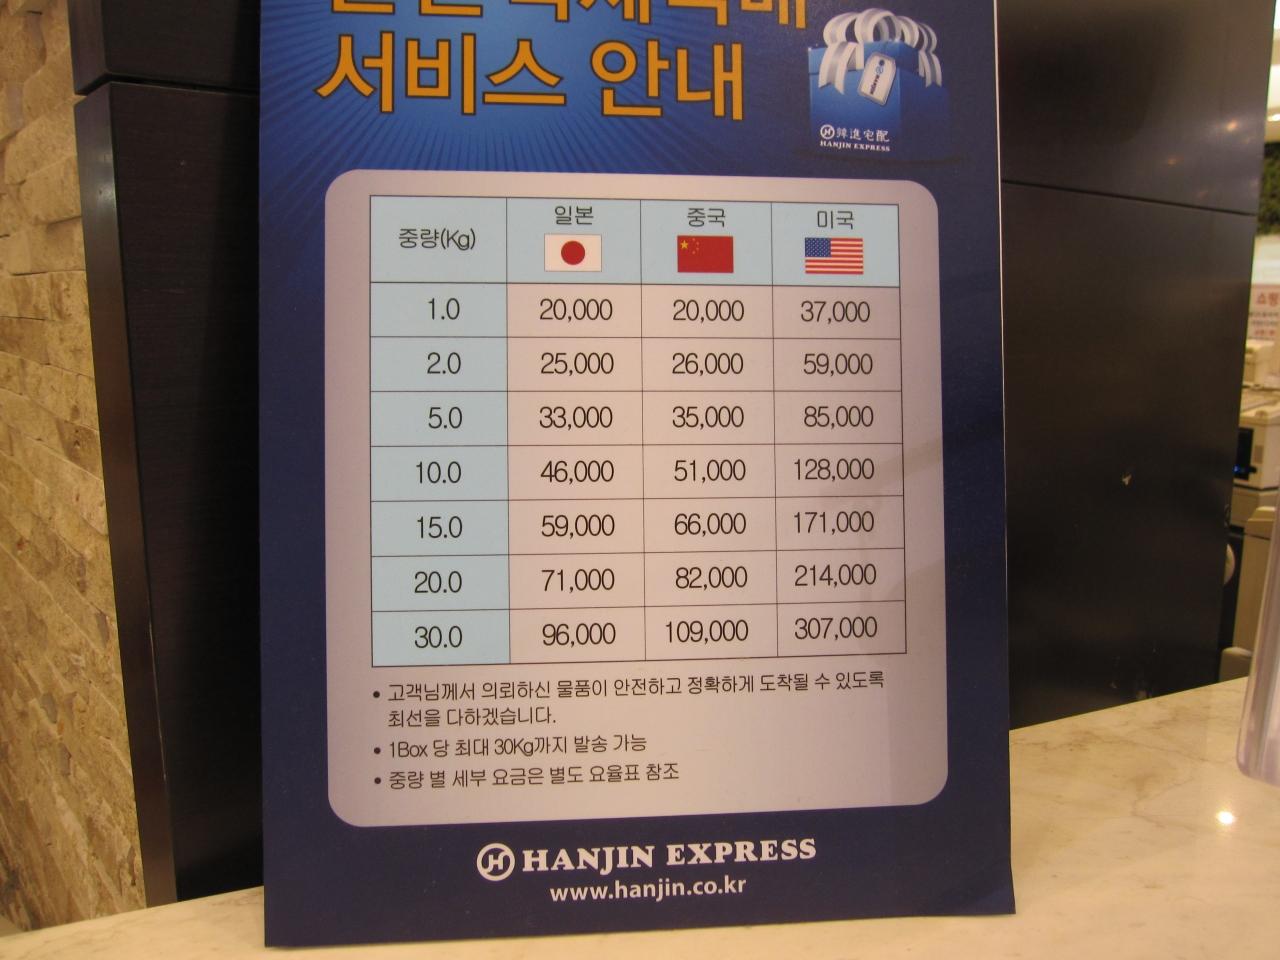 서비스 안내
韓進宅配
HANJIN EXPRESS
중량(Kg) 일본 중국 미국
1.0 20,000 20,000 37,000
2.0 25,000 26,000 59,000
5.0 33,000 35,000 85,000
10.0 46,000 51,000 128,000
15.0 59,000 66,000 171,000
20.0 71,000 82,000 214,000
30.0 96,000 109,000 307,000
• 고객님께서 의뢰하신 물품이 안전하고 정확하게 도착될 수 있도록
최선을 다하겠습니다.
• 1Box 당 최대 30Kg까지 발송 가능
• 중량 별 세부 요금은 별도 요율표 참조
HANJIN EXPRESS
www.hanjin.co.kr